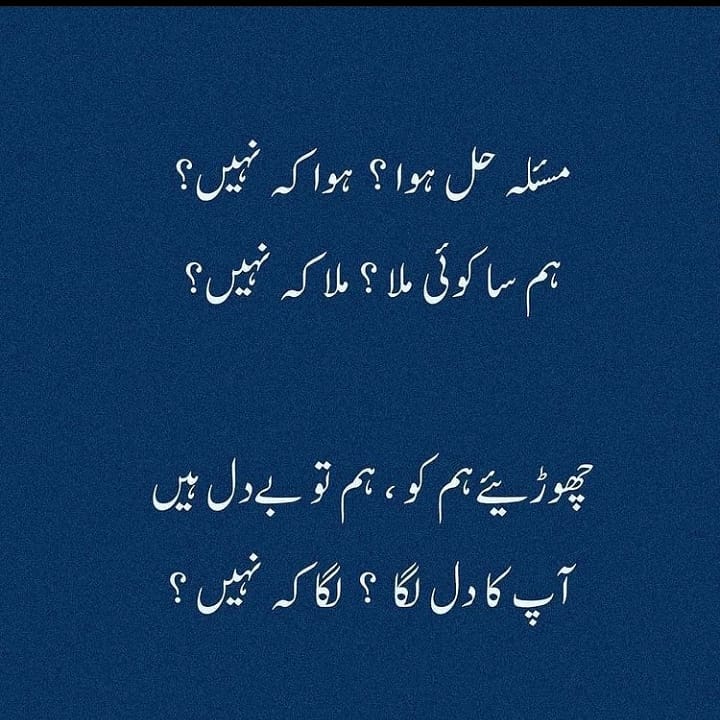 مسئلہ حل ہوا ؟ ہوا کہ نہیں؟
ہم سا کوئی ملا ؟ ملا کہ نہیں؟
چھوڑیئے ہم کو ، ہم تو بے دل ہیں
آپ کا دل لگا ؟ لگا کہ نہیں ؟